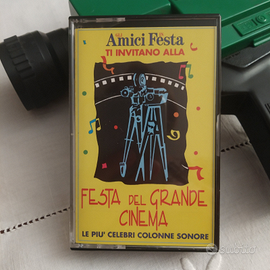 Amici Festa
TI INVITANO ALLA
FESTA DEL GRANDE
CINEMA
LE PIU' CELEBRI COLONNE SONORE